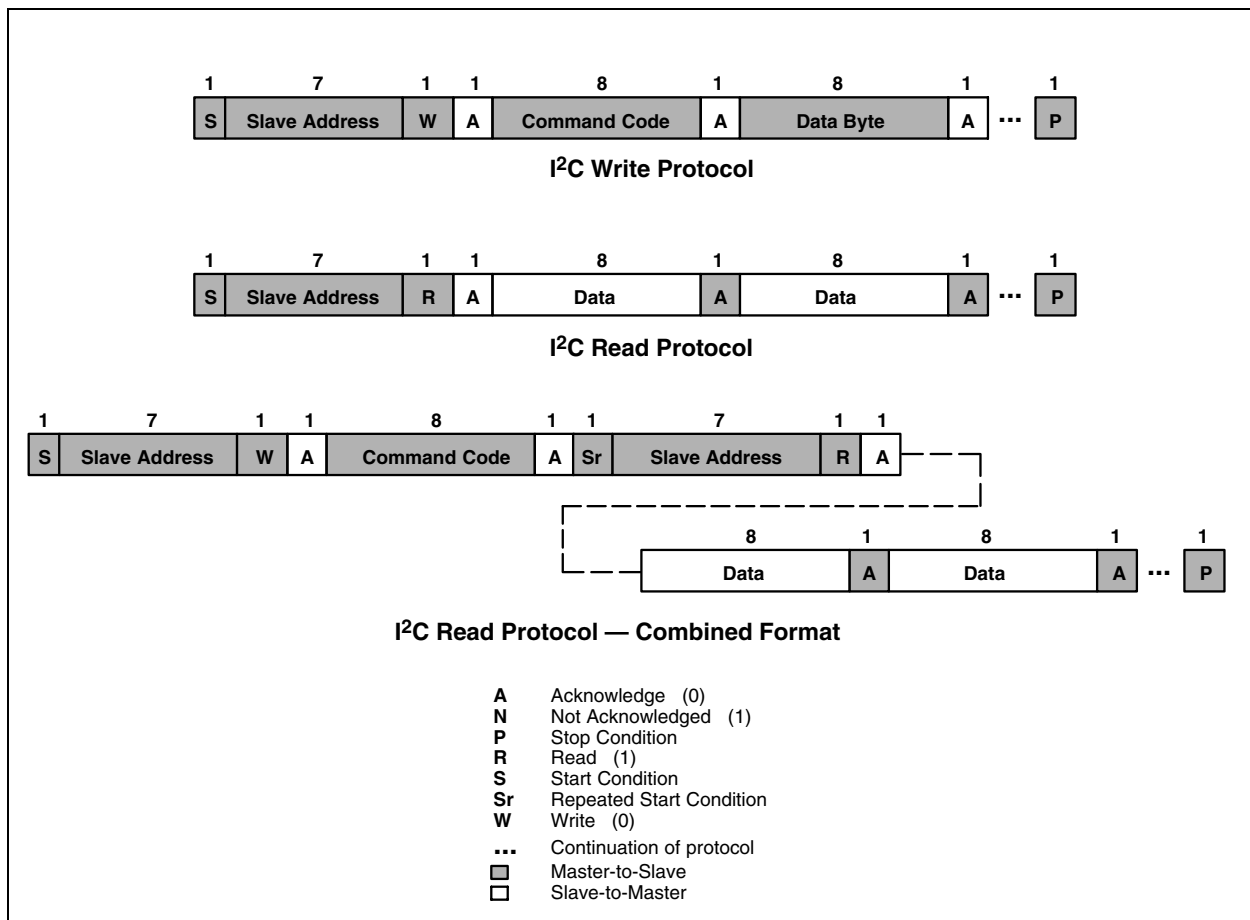 1 7 1 1 8 1 8 1 1
S Slave Address W A Command Code A Data Byte A ... P
I²C Write Protocol
1 7 1 1 8 1 8 1 1
S Slave Address R A Data A Data A ... P
I²C Read Protocol
1 7 1 1 8 1 1 7 1 1
S Slave Address W A Command Code A Sr Slave Address R A
8 1 8 1 1
Data A Data A ... P
I²C Read Protocol — Combined Format
A Acknowledge (0)
N Not Acknowledged (1)
P Stop Condition
R Read (1)
S Start Condition
Sr Repeated Start Condition
W Write (0)
... Continuation of protocol
Master-to-Slave
Slave-to-Master